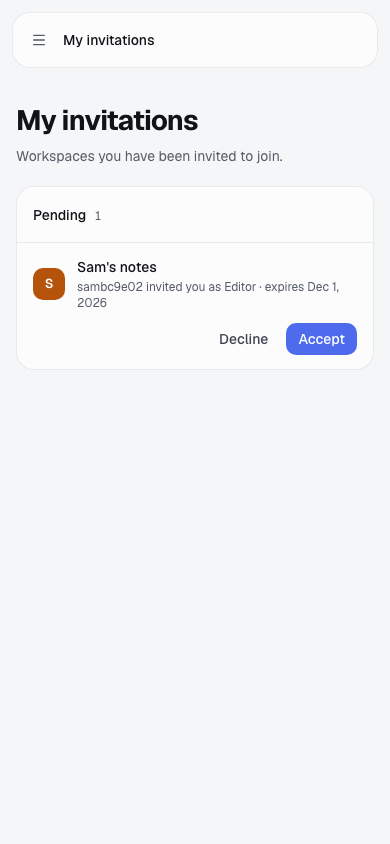 My invitations
My invitations
Workspaces you have been invited to join.
Pending 1
S
Sam's notes
sambc9e02 invited you as Editor · expires Dec 1,
2026
Decline Accept